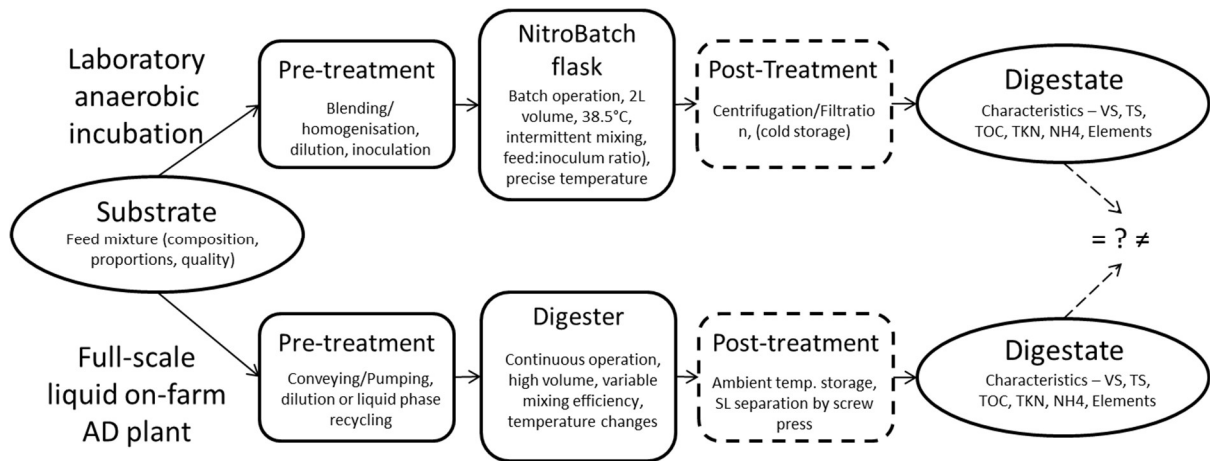 Laboratory
anaerobic
incubation
Pre-treatment
Blending/
homogenisation,
dilution, inoculation
NitroBatch
flask
Batch operation, 2L
volume, 38.5°C,
intermittent mixing,
feed:inoculum ratio),
precise temperature
Post-Treatment
Centrifugation/Filtratio
n, (cold storage)
Digestate
Characteristics – VS, TS,
TOC, TKN, NH4, Elements
Substrate
Feed mixture (composition,
proportions, quality)
= ? ≠
Full-scale
liquid on-farm
AD plant
Pre-treatment
Conveying/Pumping,
dilution or liquid phase
recycling
Digester
Continuous operation,
high volume, variable
mixing efficiency,
temperature changes
Post-treatment
Ambient temp. storage,
SL separation by screw
press
Digestate
Characteristics – VS, TS,
TOC, TKN, NH4, Elements